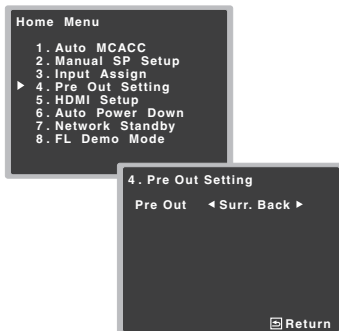 Home Menu
1. Auto MCACC
2. Manual SP Setup
3. Input Assign
4. Pre Out Setting
5. HDMI Setup
6. Auto Power Down
7. Network Standby
8. FL Demo Mode
4. Pre Out Setting
Pre Out Surr. Back
Return